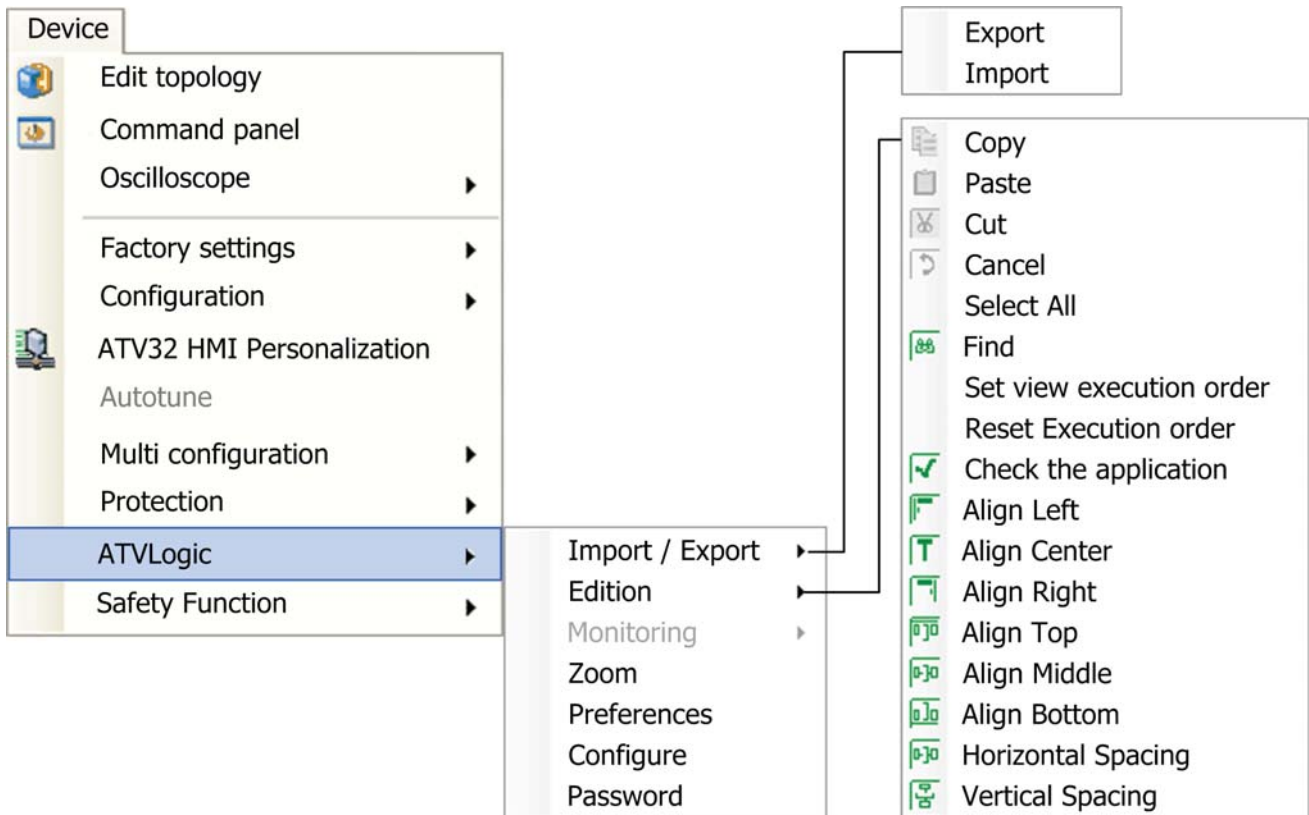 Device
Edit topology
Command panel
Oscilloscope
Factory settings
Configuration
ATV32 HMI Personalization
Autotune
Multi configuration
Protection
ATVLogic
Safety Function
Import / Export
Edition
Monitoring
Zoom
Preferences
Configure
Password
Export
Import
Copy
Paste
Cut
Cancel
Select All
Find
Set view execution order
Reset Execution order
Check the application
Align Left
Align Center
Align Right
Align Top
Align Middle
Align Bottom
Horizontal Spacing
Vertical Spacing